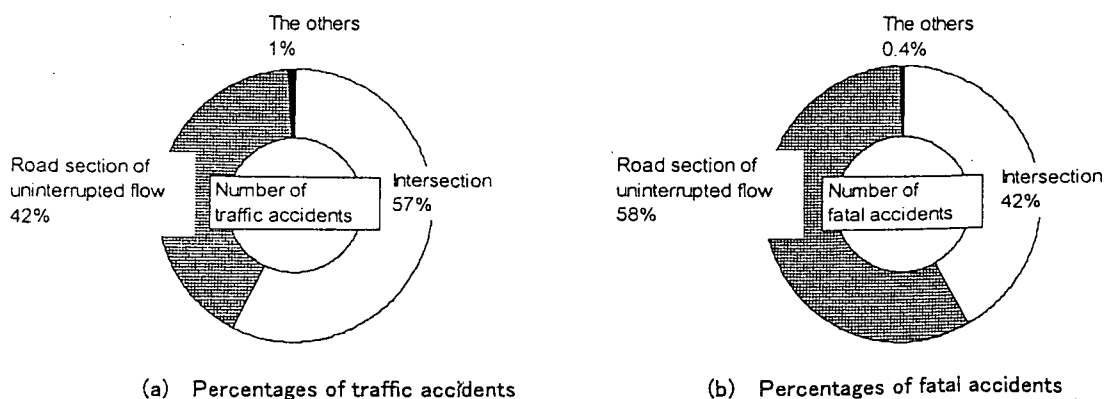 The others
1%
Road section of
uninterrupted flow
42%
Number of
traffic accidents
Intersection
57%
(a) Percentages of traffic accidents
The others
0.4%
Road section of
uninterrupted flow
58%
Number of
fatal accidents
Intersection
42%
(b) Percentages of fatal accidents